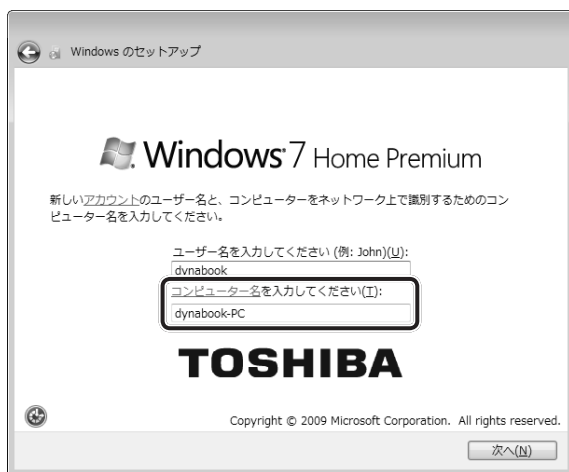 Windows のセットアップ
Windows 7 Home Premium
新しいアカウントのユーザー名と、コンピューターをネットワーク上で識別するためのコン
ピューター名を入力してください。
ユーザー名を入力してください (例: John)(U):
dynabook
コンピューター名を入力してください(T):
dynabook-PC
TOSHIBA
Copyright © 2009 Microsoft Corporation. All rights reserved.
次へ(N)